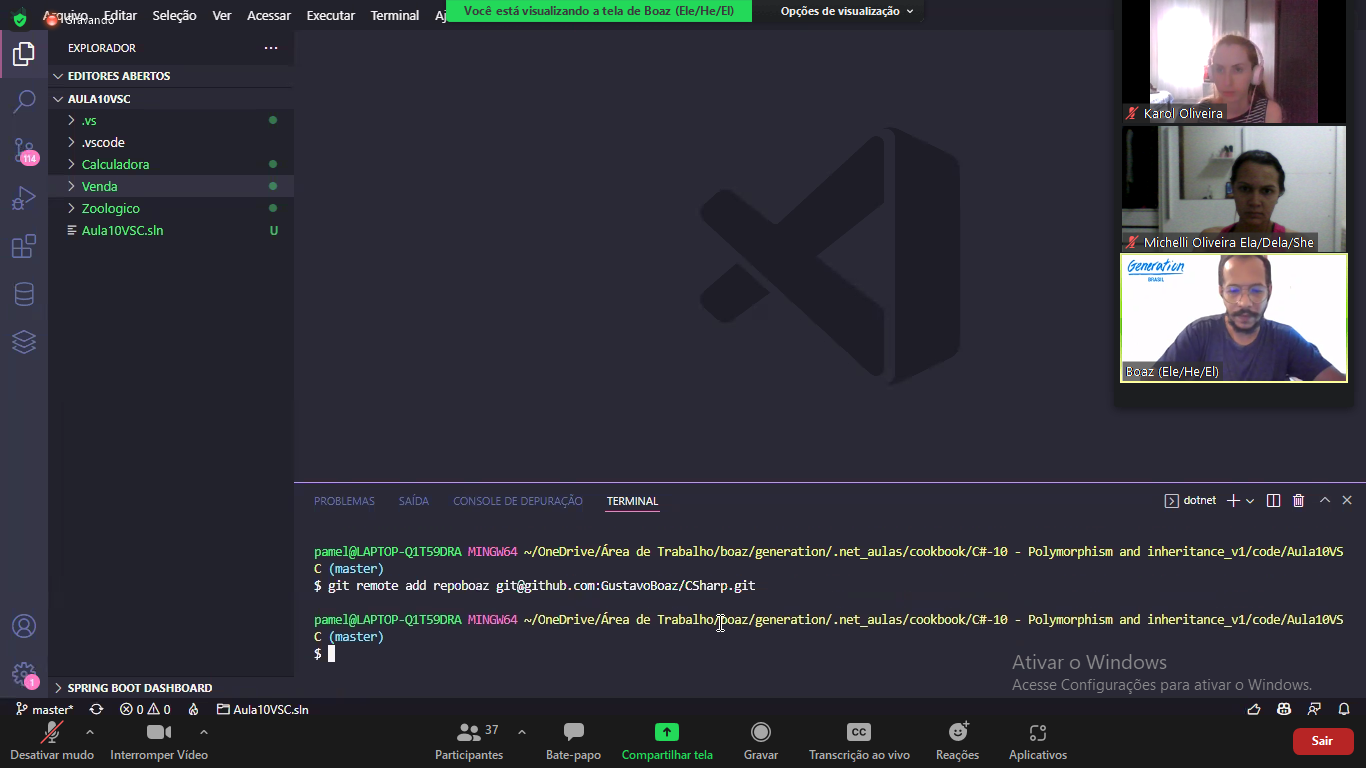 Arquivo Editar Seleção Ver Acessar Executar Terminal
Gravando
Você está visualizando a tela de Boaz (Ele/He/El)
Opções de visualização
EXPLORADOR
EDITORES ABERTOS
AULA10VSC
.vs
.vscode
Calculadora
Venda
Zoologico
Aula10VSC.sln U
114
1
SPRING BOOT DASHBOARD
Karol Oliveira
Michelli Oliveira Ela/Dela/She
Generation
BRASIL
Boaz (Ele/He/El)
PROBLEMAS SAÍDA CONSOLE DE DEPURAÇÃO TERMINAL
dotnet
pamel@LAPTOP-Q1T59DRA MINGW64 ~/OneDrive/Área de Trabalho/boaz/generation/.net_aulas/cookbook/C#-10 - Polymorphism and inheritance_v1/code/Aula10VS
C (master)
$ git remote add repoboaz git@github.com:GustavoBoaz/CSharp.git
pamel@LAPTOP-Q1T59DRA MINGW64 ~/OneDrive/Área de Trabalho/boaz/generation/.net_aulas/cookbook/C#-10 - Polymorphism and inheritance_v1/code/Aula10VS
C (master)
$
Ativar o Windows
Acesse Configurações para ativar o Windows.
master* 0 0 Aula10VSC.sln
Desativar mudo
Interromper Vídeo
37
Participantes
Bate-papo
Compartilhar tela
Gravar
CC
Transcrição ao vivo
Reações
Aplicativos
Sair